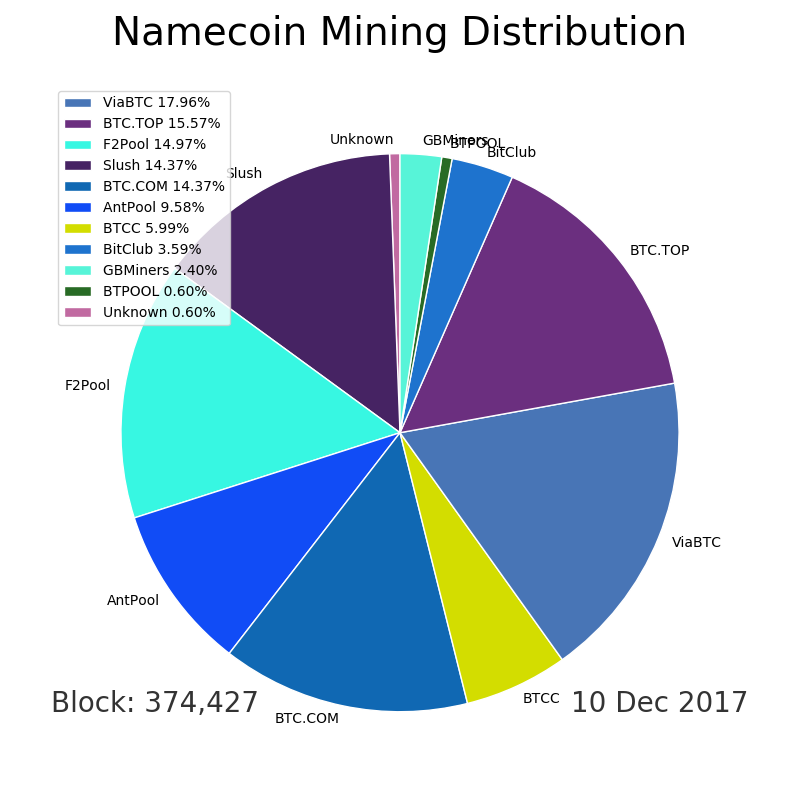 Namecoin Mining Distribution
ViaBTC 17.96%
BTC.TOP 15.57%
F2Pool 14.97%
Slush 14.37%
BTC.COM 14.37%
AntPool 9.58%
BTCC 5.99%
BitClub 3.59%
GBMiners 2.40%
BTPOOL 0.60%
Unknown 0.60%
Unknown
GBMiners
BTPOOL
BitClub
Slush
BTC.TOP
F2Pool
ViaBTC
AntPool
BTCC
BTC.COM
Block: 374,427
10 Dec 2017